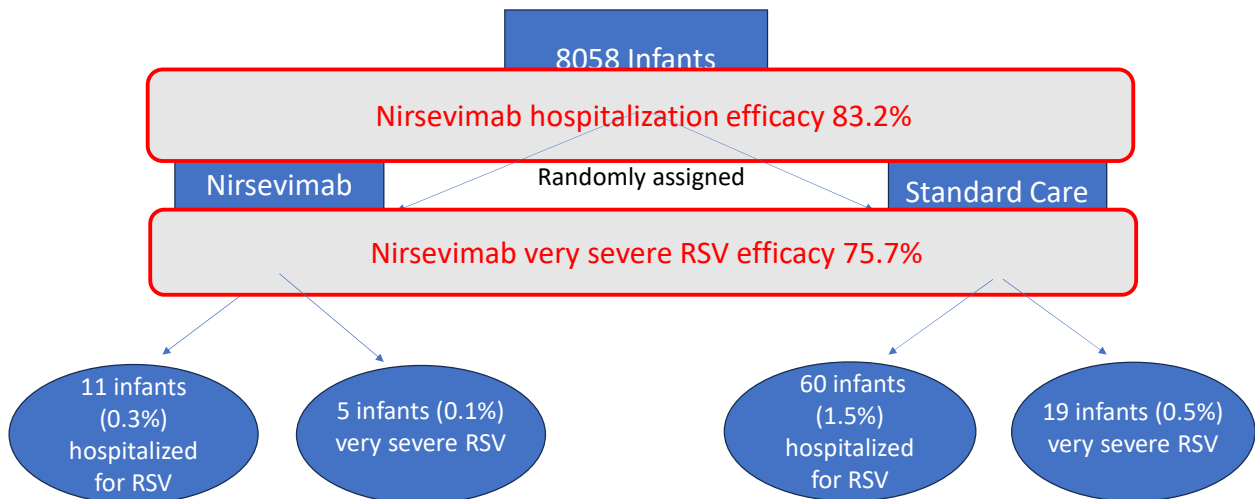 8058 Infants
Nirsevimab hospitalization efficacy 83.2%
Nirsevimab
Randomly assigned
Standard Care
Nirsevimab very severe RSV efficacy 75.7%
11 infants
(0.3%)
hospitalized
for RSV
5 infants (0.1%)
very severe RSV
60 infants
(1.5%)
hospitalized
for RSV
19 infants (0.5%)
very severe RSV